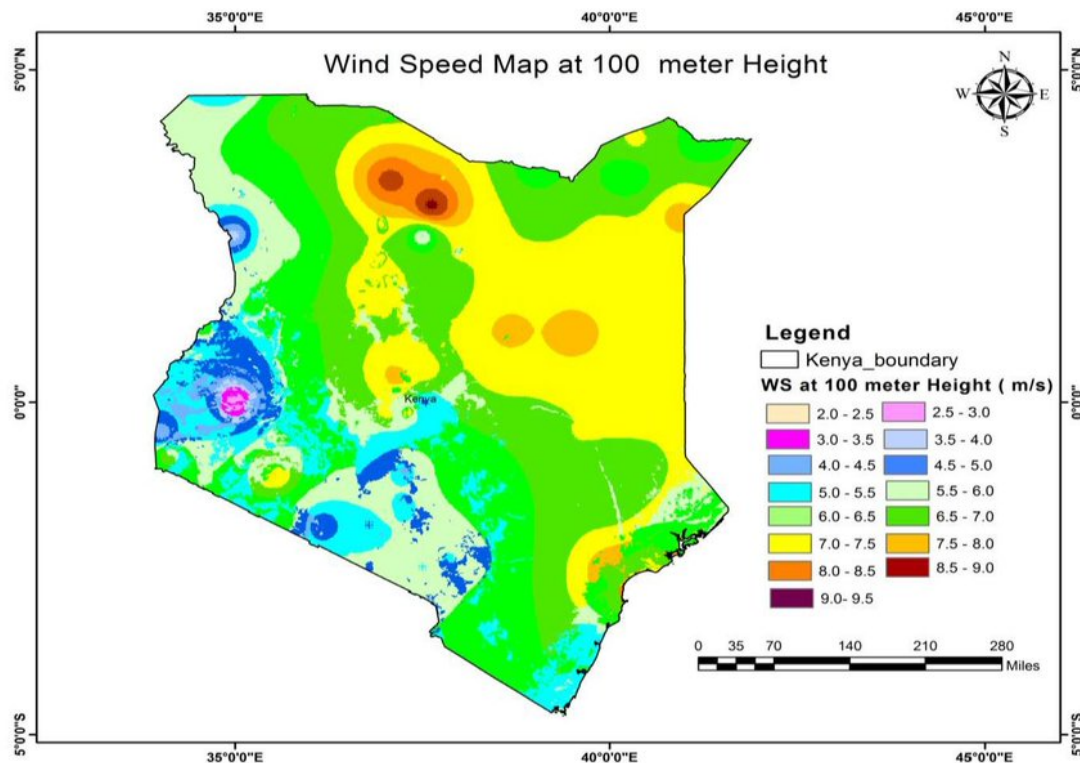 35°0'0"E 40°0'0"E 45°0'0"E
5°0'0"N 5°0'0"N
Wind Speed Map at 100 meter Height
N
W E
S
Legend
Kenya_boundary
WS at 100 meter Height ( m/s)
Kenya
0°0'0" 0°0'0"
2.0 - 2.5 2.5 - 3.0
3.0 - 3.5 3.5 - 4.0
4.0 - 4.5 4.5 - 5.0
5.0 - 5.5 5.5 - 6.0
6.0 - 6.5 6.5 - 7.0
7.0 - 7.5 7.5 - 8.0
8.0 - 8.5 8.5 - 9.0
9.0- 9.5
0 35 70 140 210 280
Miles
5°0'0"S 5°0'0"S
35°0'0"E 40°0'0"E 45°0'0"E